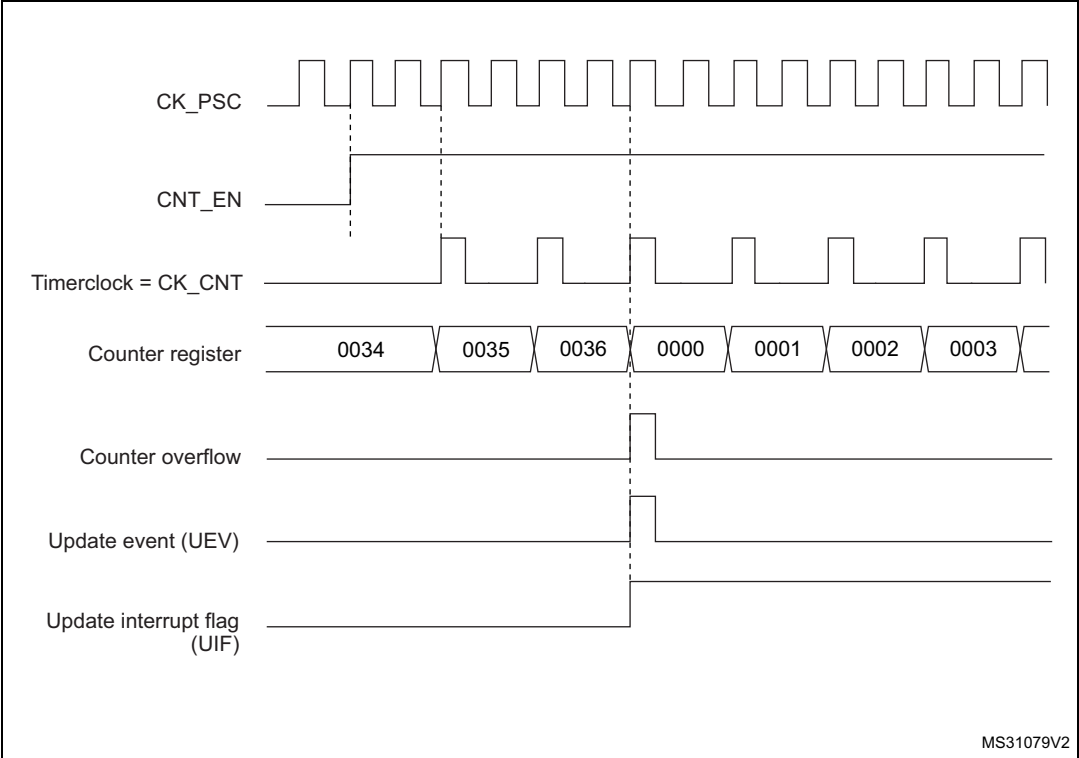 CK_PSC
CNT_EN
Timerclock = CK_CNT
Counter register
0034 0035 0036 0000 0001 0002 0003
Counter overflow
Update event (UEV)
Update interrupt flag
(UIF)
MS31079V2